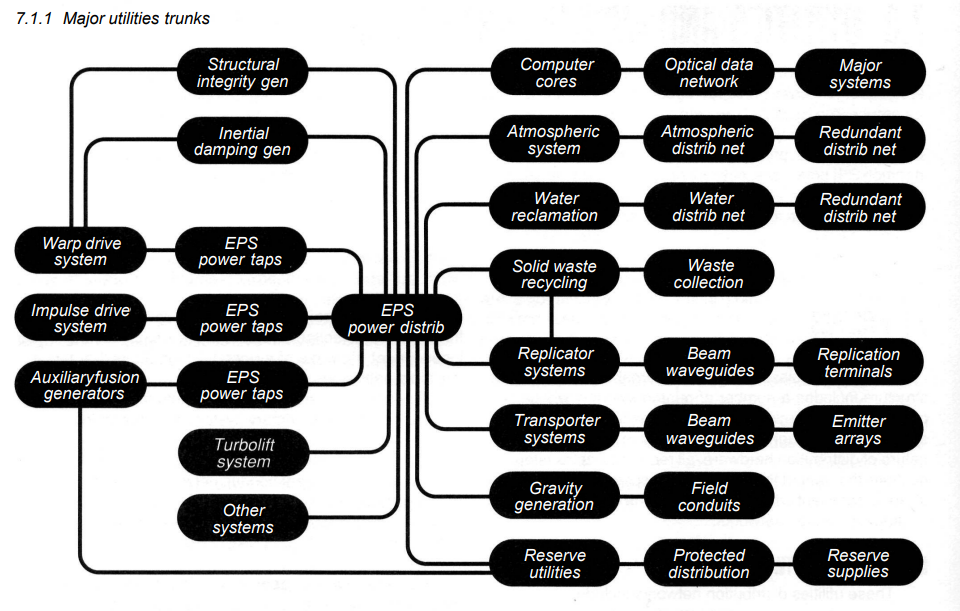 7.1.1 Major utilities trunks
Structural
integrity gen
Computer
cores
Optical data
network
Major
systems
Inertial
damping gen
Atmospheric
system
Atmospheric
distrib net
Redundant
distrib net
Water
reclamation
Water
distrib net
Redundant
distrib net
Warp drive
system
EPS
power taps
Solid waste
recycling
Waste
collection
Impulse drive
system
EPS
power taps
EPS
power distrib
Replicator
systems
Beam
waveguides
Replication
terminals
Auxiliaryfusion
generators
EPS
power taps
Transporter
systems
Beam
waveguides
Emitter
arrays
Turbolift
system
Gravity
generation
Field
conduits
Other
systems
Reserve
utilities
Protected
distribution
Reserve
supplies